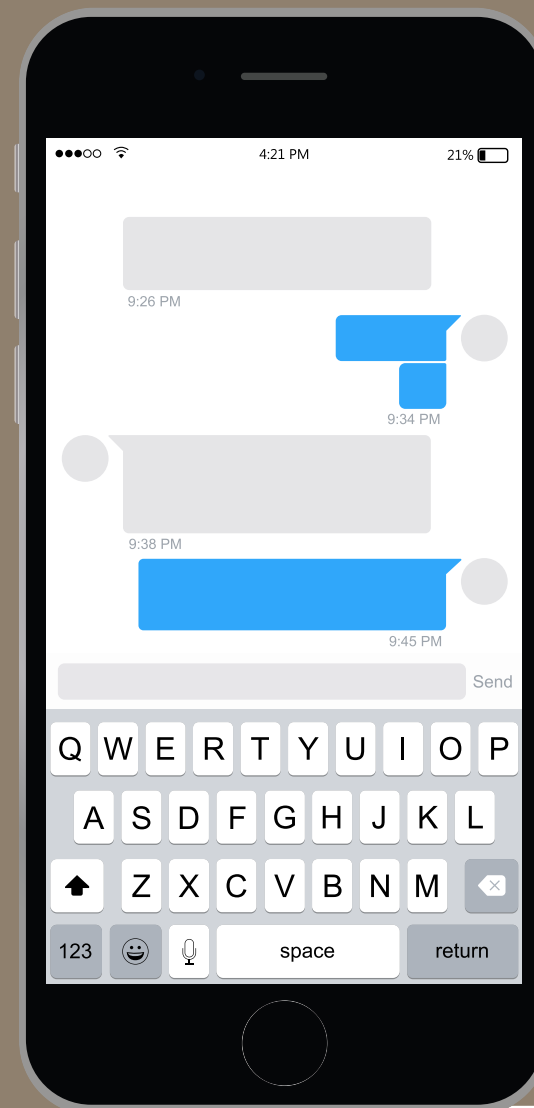 4:21 PM 21%
9:26 PM
9:34 PM
9:38 PM
9:45 PM
Send
Q W E R T Y U I O P
A S D F G H J K L
Z X C V B N M
123 space return